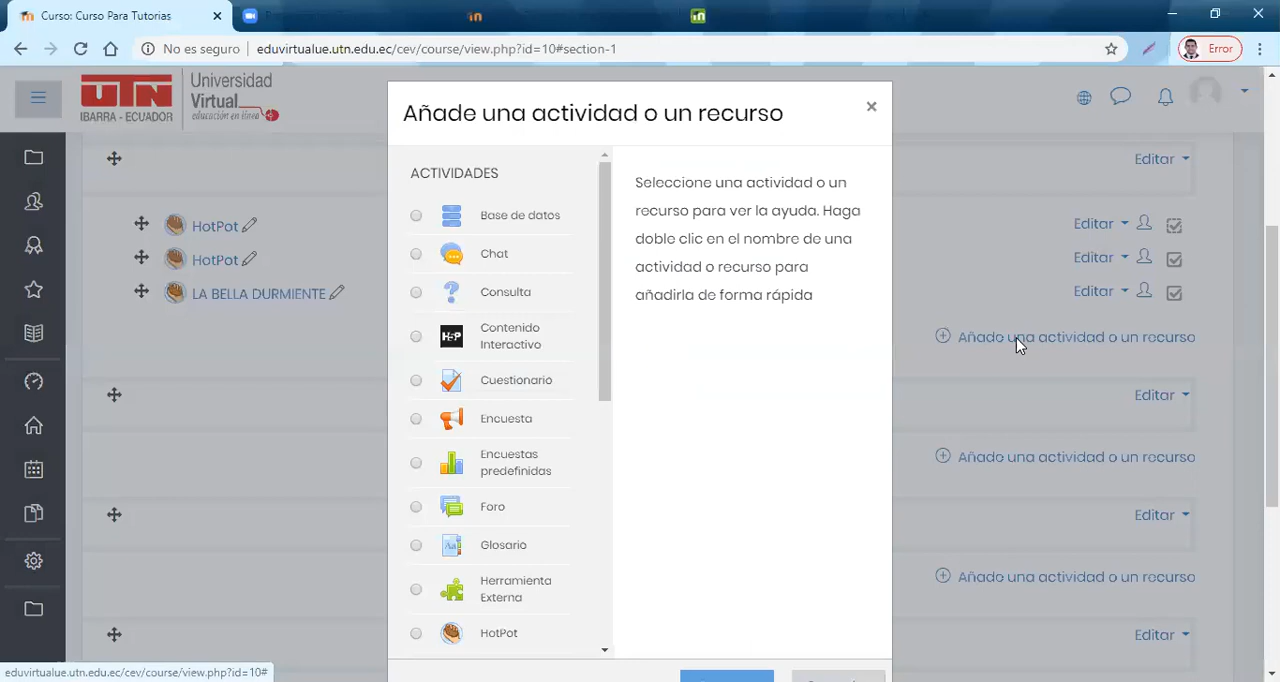 Curso: Curso Para Tutorias
No es seguro | eduvirtualue.utn.edu.ec/cev/course/view.php?id=10#section-1
Error
UTN
IBARRA - ECUADOR
Universidad
Virtual
educación en línea
Añade una actividad o un recurso
ACTIVIDADES
Base de datos
Chat
Consulta
H-P
Contenido
Interactivo
Cuestionario
Encuesta
Encuestas
predefinidas
Foro
Glosario
Herramienta
Externa
HotPot
Seleccione una actividad o un
recurso para ver la ayuda. Haga
doble clic en el nombre de una
actividad o recurso para
añadirla de forma rápida
Editar
HotPot
Editar
HotPot
Editar
LA BELLA DURMIENTE
Editar
Añade una actividad o un recurso
Editar
Añade una actividad o un recurso
Editar
Añade una actividad o un recurso
Editar
eduvirtualue.utn.edu.ec/cev/course/view.php?id=10#